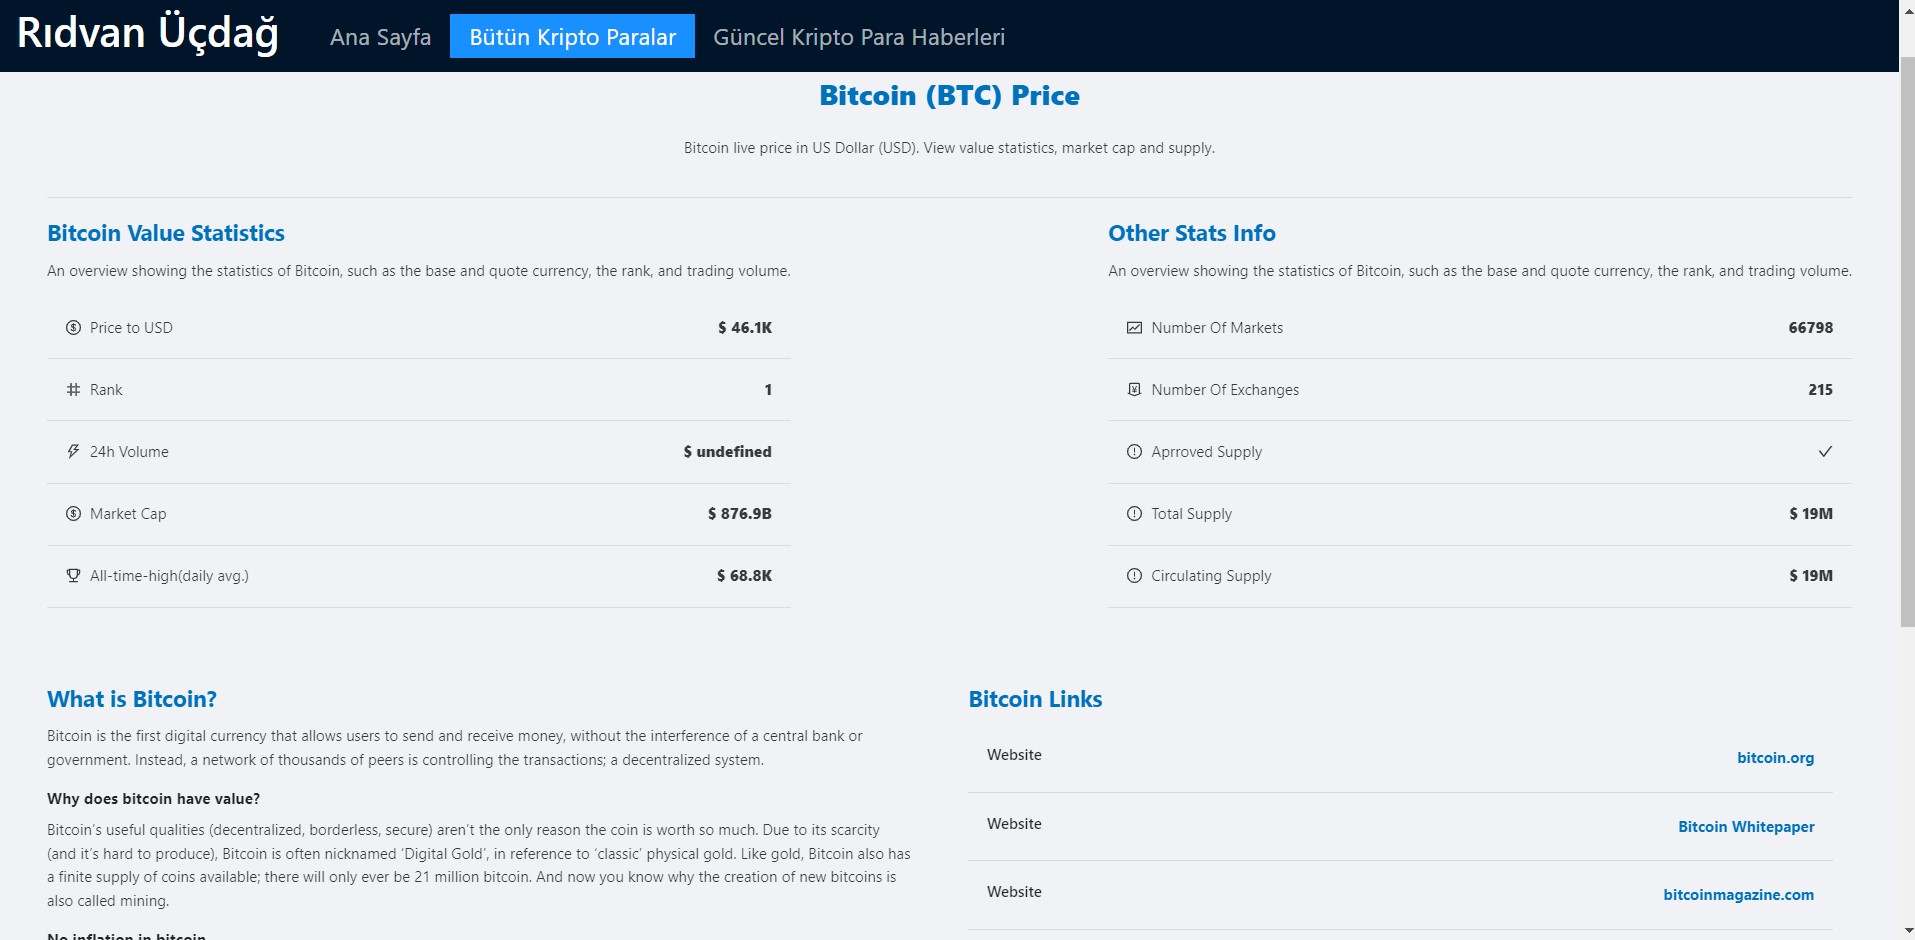 Rıdvan Üçdağ
Ana Sayfa
Bütün Kripto Paralar
Güncel Kripto Para Haberleri
Bitcoin (BTC) Price
Bitcoin live price in US Dollar (USD). View value statistics, market cap and supply.
Bitcoin Value Statistics
An overview showing the statistics of Bitcoin, such as the base and quote currency, the rank, and trading volume.
Price to USD $ 46.1K
Rank 1
24h Volume $ undefined
Market Cap $ 876.9B
All-time-high(daily avg.) $ 68.8K
Other Stats Info
An overview showing the statistics of Bitcoin, such as the base and quote currency, the rank, and trading volume.
Number Of Markets 66798
Number Of Exchanges 215
Aprroved Supply
Total Supply $ 19M
Circulating Supply $ 19M
What is Bitcoin?
Bitcoin is the first digital currency that allows users to send and receive money, without the interference of a central bank or
government. Instead, a network of thousands of peers is controlling the transactions; a decentralized system.
Why does bitcoin have value?
Bitcoin’s useful qualities (decentralized, borderless, secure) aren’t the only reason the coin is worth so much. Due to its scarcity
(and it’s hard to produce), Bitcoin is often nicknamed ‘Digital Gold’, in reference to ‘classic’ physical gold. Like gold, Bitcoin also has
a finite supply of coins available; there will only ever be 21 million bitcoin. And now you know why the creation of new bitcoins is
also called mining.
No inflation in bitcoin
Bitcoin Links
Website bitcoin.org
Website Bitcoin Whitepaper
Website bitcoinmagazine.com